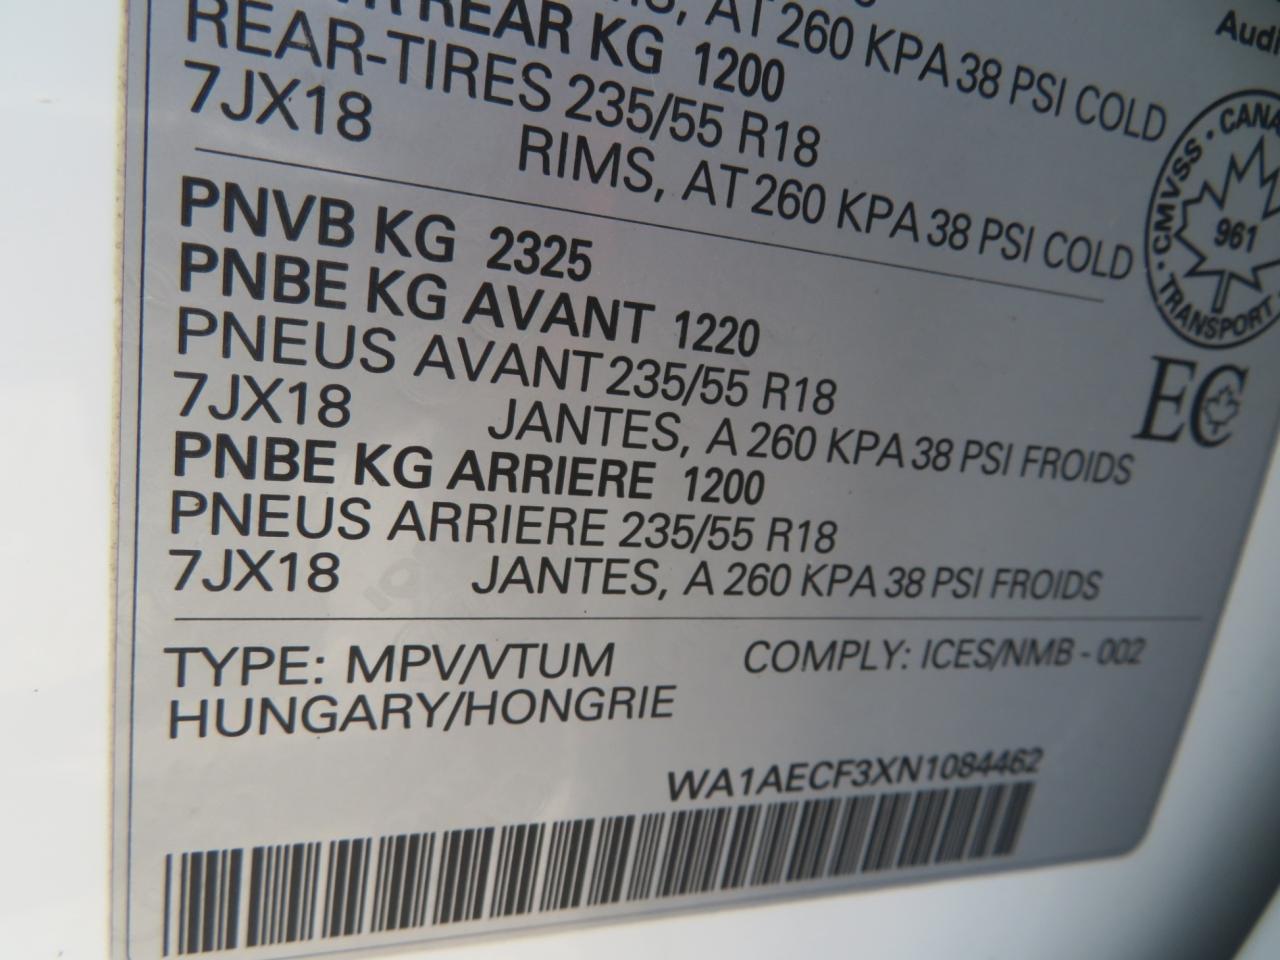 AT 260 KPA 38 PSI COLD
REAR KG 1200
REAR-TIRES 235/55 R18
7JX18 RIMS, AT 260 KPA 38 PSI COLD
PNVB KG 2325
PNBE KG AVANT 1220
PNEUS AVANT 235/55 R18
7JX18 JANTES, A 260 KPA 38 PSI FROIDS
PNBE KG ARRIERE 1200
PNEUS ARRIERE 235/55 R18
7JX18 JANTES, A 260 KPA 38 PSI FROIDS
TYPE: MPV/VTUM COMPLY: ICES/NMB - 002
HUNGARY/HONGRIE
WA1AECF3XN1084462
Audi
CMVSS · CANA
961
TRANSPORT
EC